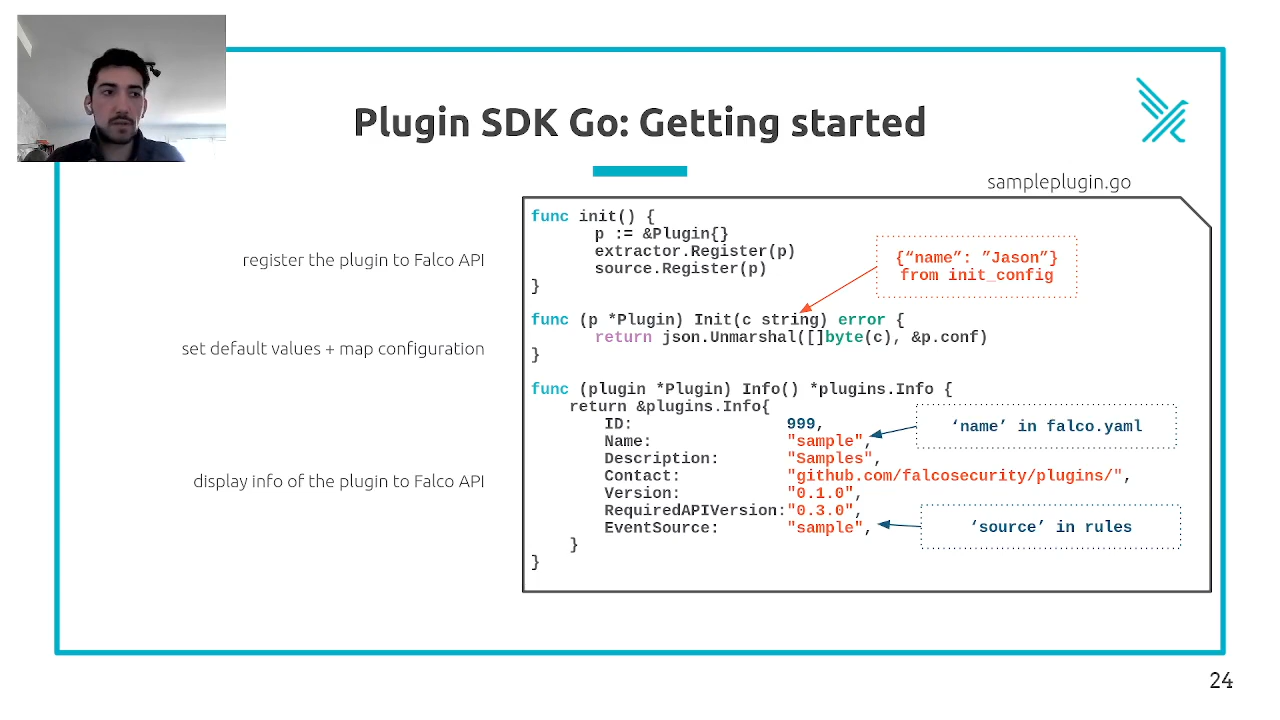 Plugin SDK Go: Getting started
sampleplugin.go
register the plugin to Falco API
set default values + map configuration
display info of the plugin to Falco API
func init() {
p := &Plugin{}
extractor.Register(p)
source.Register(p)
}
{“name”: ”Jason”}
from init_config
func (p *Plugin) Init(c string) error {
return json.Unmarshal([]byte(c), &p.conf)
}
func (plugin *Plugin) Info() *plugins.Info {
return &plugins.Info{
ID: 999,
Name: "sample",
Description: "Samples",
Contact: "github.com/falcosecurity/plugins/",
Version: "0.1.0",
RequiredAPIVersion:"0.3.0",
EventSource: "sample",
}
}
‘name’ in falco.yaml
‘source’ in rules
24